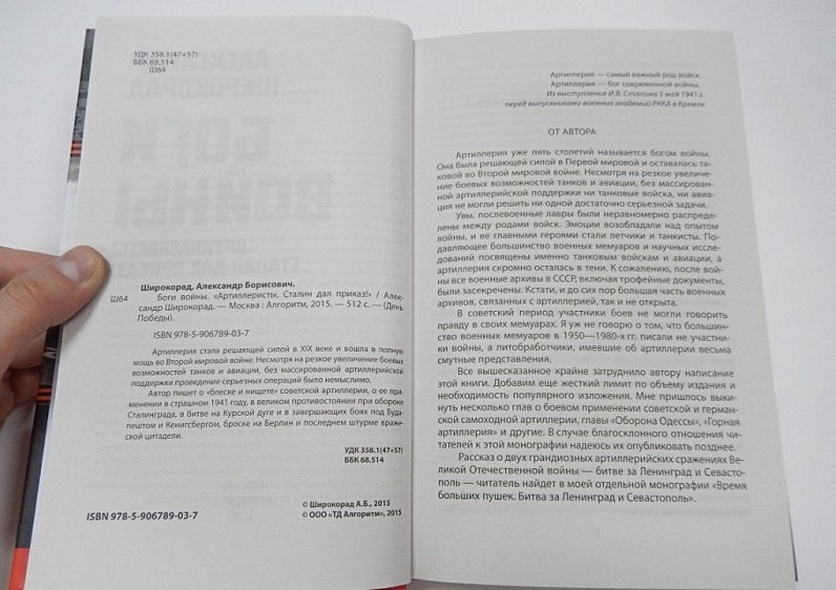 УДК 358.1(47+57)
ББК 68.514
Ш64
Широкорад, Александр Борисович.
Ш64
Боги войны. «Артиллеристы, Сталин дал приказ!» / Алек-
сандр Широкорад. — Москва : Алгоритм, 2015. — 512 с. — (День
Победы).
ISBN 978-5-906789-03-7
Артиллерия стала решающей силой в XIX веке и вошла в полную
мощь во Второй мировой войне. Несмотря на резкое увеличение боевых
возможностей танков и авиации, без массированной артиллерийской
поддержки проведение серьезных операций было немыслимо.
Автор пишет о «блеске и нищете» советской артиллерии, о ее при-
менении в страшном 1941 году, в великом противостоянии при обороне
Сталинграда, в битве на Курской дуге и в завершающих боях под Буда-
пештом и Кенигсбергом, броске на Берлин и последнем штурме враже-
ской цитадели.
УДК 358.1(47+57)
ББК 68.514
© Широкорад А.Б., 2015
ISBN 978-5-906789-03-7
© ООО «ТД Алгоритм», 2015
Артиллерия — самый важный род войск.
Артиллерия — бог современной войны.
Из выступления И.В. Сталина 5 мая 1941 г.
перед выпускниками военных академий РККА в Кремле
ОТ АВТОРА
Артиллерия уже пять столетий называется богом войны.
Она была решающей силой в Первой мировой и оставалась та-
ковой во Второй мировой войне. Несмотря на резкое увеличе-
ние боевых возможностей танков и авиации, без массирован-
ной артиллерийской поддержки ни танковые войска, ни авиа-
ция не могли решить ни одной достаточно серьезной задачи.
Увы, послевоенные лавры были неравномерно распреде-
лены между родами войск. Эмоции возобладали над опытом
войны, и ее главными героями стали летчики и танкисты. По-
давляющее большинство военных мемуаров и научных иссле-
дований посвящены именно танковым войскам и авиации, а
артиллерия скромно осталась в тени. К сожалению, после вой-
ны все военные архивы в СССР, включая трофейные документы,
были засекречены. Кстати, и до сих пор большая часть военных
архивов, связанных с артиллерией, так и не открыта.
В советский период участники боев не могли говорить
правду в своих мемуарах. Я уж не говорю о том, что большин-
ство военных мемуаров в 1950—1980-х гг. писали не участни-
ки войны, а литобработчики, имевшие об артиллерии весьма
смутные представления.
Все вышесказанное крайне затруднило автору написание
этой книги. Добавим еще жесткий лимит по объему издания и
необходимость популярного изложения. Мне пришлось выки-
нуть несколько глав о боевом применении советской и герман-
ской самоходной артиллерии, главы «Оборона Одессы», «Горная
артиллерия» и другие. В случае благосклонного отношения чи-
тателей к этой монографии надеюсь их опубликовать позднее.
Рассказ о двух грандиозных артиллерийских сражениях Ве-
ликой Отечественной войны — битве за Ленинград и Севасто-
поль — читатель найдет в моей отдельной монографии «Время
больших пушек. Битва за Ленинград и Севастополь».